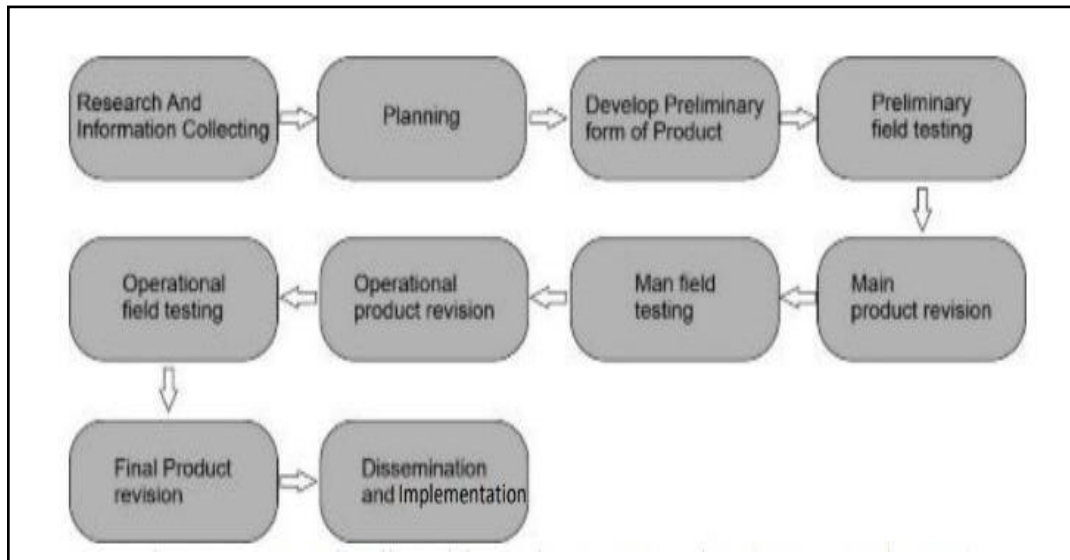 Research And
Information Collecting
Planning
Develop Preliminary
form of Product
Preliminary
field testing
Main
product revision
Man field
testing
Operational
product revision
Operational
field testing
Final Product
revision
Dissemination
and Implementation